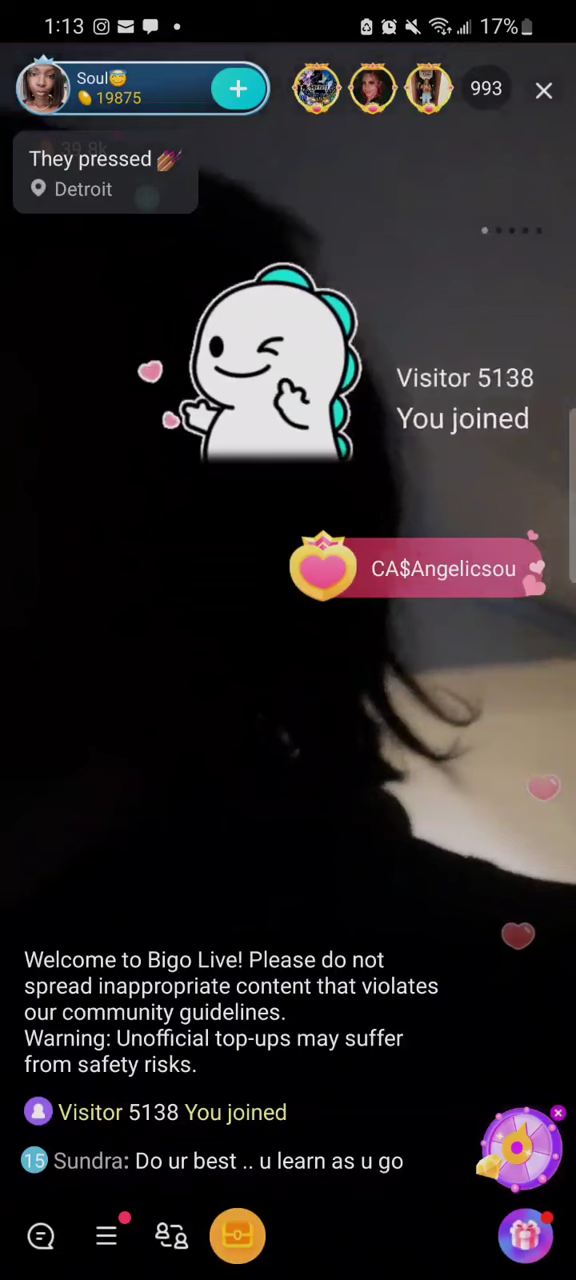 1:13
17%
Soul😇
19875
993
39.8k
They pressed 💅🏾
Detroit
Visitor 5138
You joined
CA$Angelicsou
Welcome to Bigo Live! Please do not
spread inappropriate content that violates
our community guidelines.
Warning: Unofficial top-ups may suffer
from safety risks.
Visitor 5138 You joined
15 Sundra: Do ur best .. u learn as u go